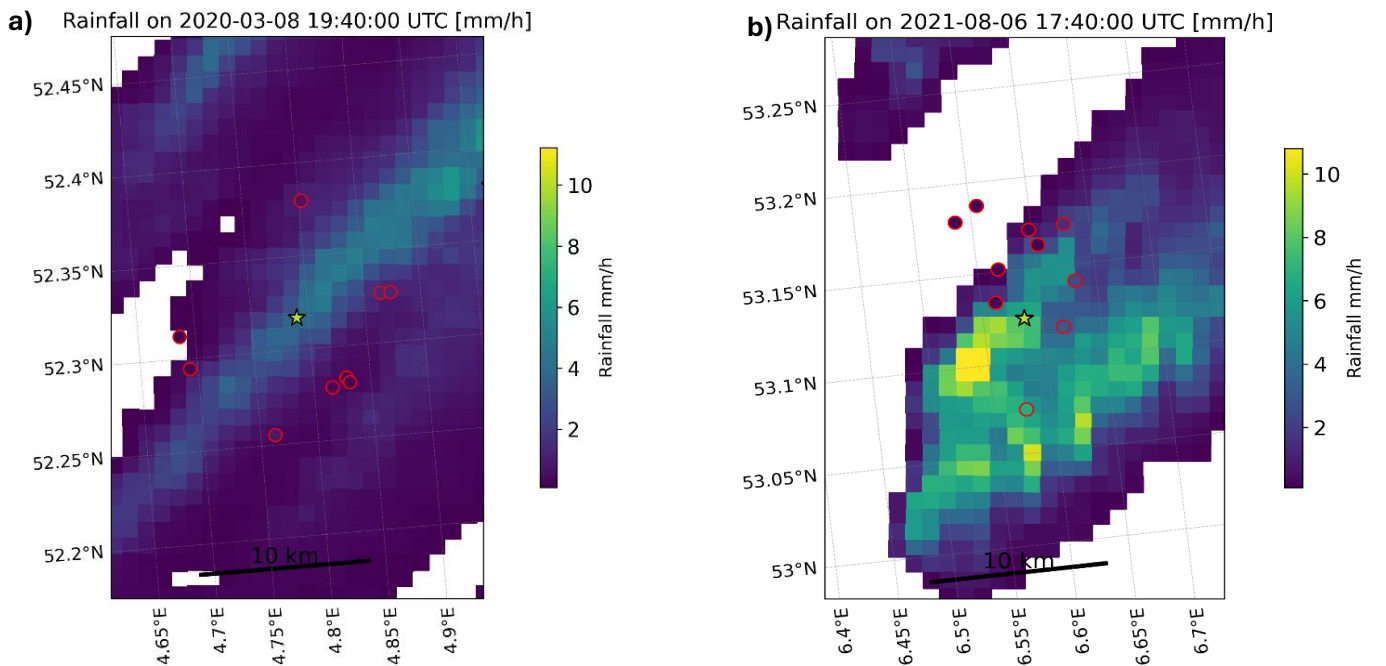 a) Rainfall on 2020-03-08 19:40:00 UTC [mm/h]
52.45°N
52.4°N
52.35°N
52.3°N
52.25°N
52.2°N
10 km
4.65°E
4.7°E
4.75°E
4.8°E
4.85°E
4.9°E
10
8
6
4
2
Rainfall mm/h
b) Rainfall on 2021-08-06 17:40:00 UTC [mm/h]
53.25°N
53.2°N
53.15°N
53.1°N
53.05°N
53°N
10 km
6.4°E
6.45°E
6.5°E
6.55°E
6.6°E
6.65°E
6.7°E
10
8
6
4
2
Rainfall mm/h